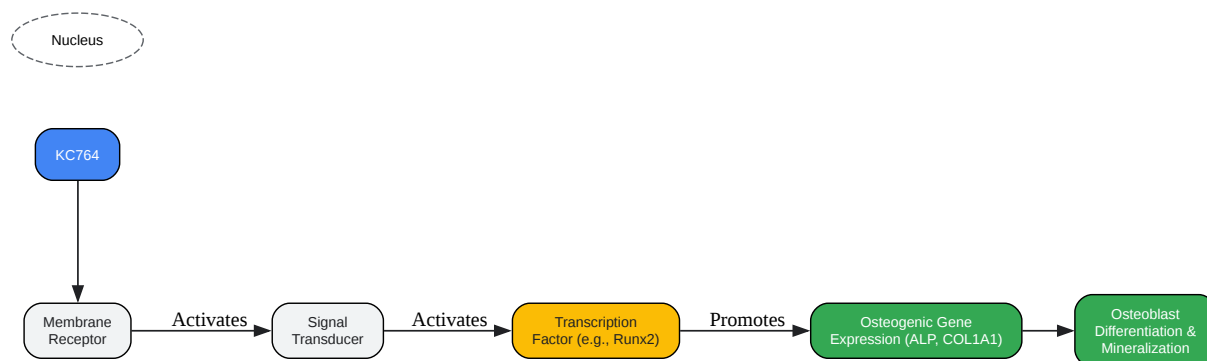 Nucleus
KC764
Membrane
Receptor
Activates
Signal
Transducer
Activates
Transcription
Factor (e.g., Runx2)
Promotes
Osteogenic Gene
Expression (ALP, COL1A1)
Osteoblast
Differentiation &
Mineralization